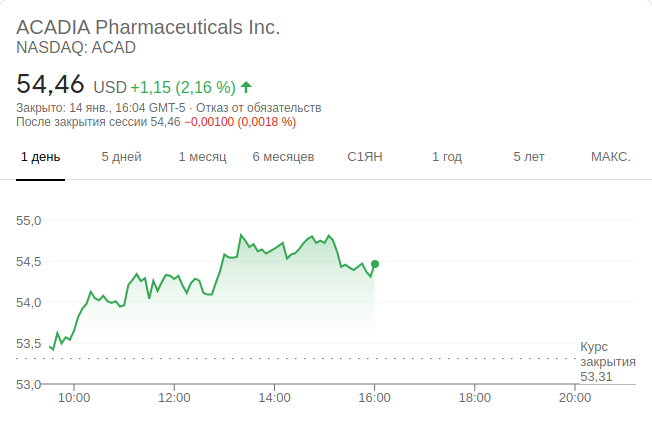 ACADIA Pharmaceuticals Inc.
NASDAQ: ACAD
54,46 USD +1,15 (2,16 %)
Закрыто: 14 янв., 16:04 GMT-5 · Отказ от обязательств
После закрытия сессии 54,46 −0,00100 (0,0018 %)
1 день 5 дней 1 месяц 6 месяцев С1ЯН 1 год 5 лет МАКС.
55,0
54,5
54,0
53,5
53,0
Курс
закрытия
53,31
10:00 12:00 14:00 16:00 18:00 20:00